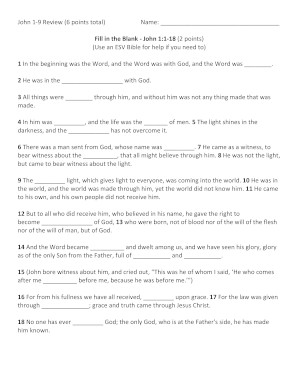 John 1-9 Review (6 points total) Name: ___________________________________
Fill in the Blank - John 1:1-18 (2 points)
(Use an ESV Bible for help if you need to)
1 In the beginning was the Word, and the Word was with God, and the Word was ________.
2 He was in the ______________ with God.
3 All things were ________ through him, and without him was not any thing made that was
made.
4 In him was __________, and the life was the _______ of men. 5 The light shines in the
darkness, and the ___________ has not overcome it.
6 There was a man sent from God, whose name was _________. 7 He came as a witness, to
bear witness about the __________, that all might believe through him. 8 He was not the light,
but came to bear witness about the light.
9 The _________ light, which gives light to everyone, was coming into the world. 10 He was in
the world, and the world was made through him, yet the world did not know him. 11 He came
to his own, and his own people did not receive him.
12 But to all who did receive him, who believed in his name, he gave the right to
become _______________ of God, 13 who were born, not of blood nor of the will of the flesh
nor of the will of man, but of God.
14 And the Word became __________ and dwelt among us, and we have seen his glory, glory
as of the only Son from the Father, full of ___________ and ___________.
15 (John bore witness about him, and cried out, "This was he of whom I said, 'He who comes
after me __________ before me, because he was before me.'")
16 For from his fullness we have all received, _________ upon grace. 17 For the law was given
through ___________; grace and truth came through Jesus Christ.
18 No one has ever _________ God; the only God, who is at the Father's side, he has made
him known.